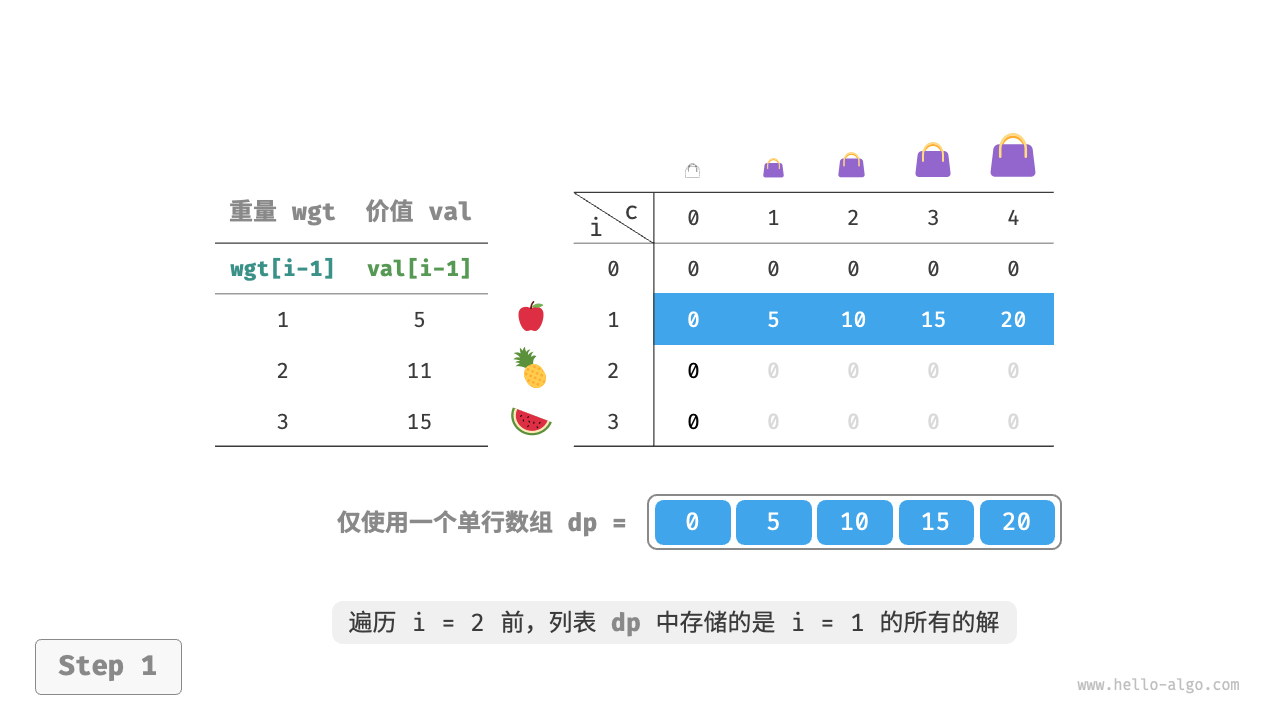 重量 wgt 价值 val
wgt[i-1] val[i-1]
1 5
2 11
3 15
c
i
0 1 2 3 4
0 0 0 0 0 0
1 0 5 10 15 20
2 0 0 0 0 0
3 0 0 0 0 0
仅使用一个单行数组 dp = 0 5 10 15 20
遍历 i = 2 前，列表 dp 中存储的是 i = 1 的所有的解
Step 1
www.hello-algo.com